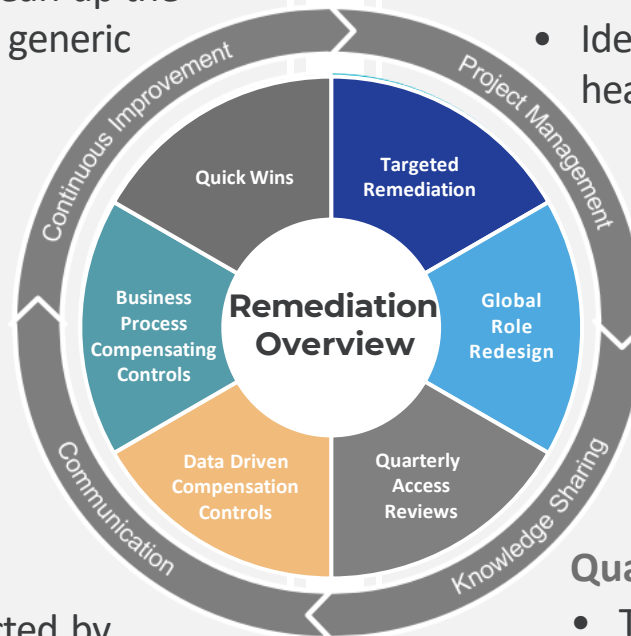 generic
Continuous Improvement
Project Management
Quick Wins
Targeted
Remediation
Business
Process
Compensating
Controls
Remediation
Overview
Global
Role
Redesign
Data Driven
Compensation
Controls
Quarterly
Access
Reviews
Communication
Knowledge Sharing
by